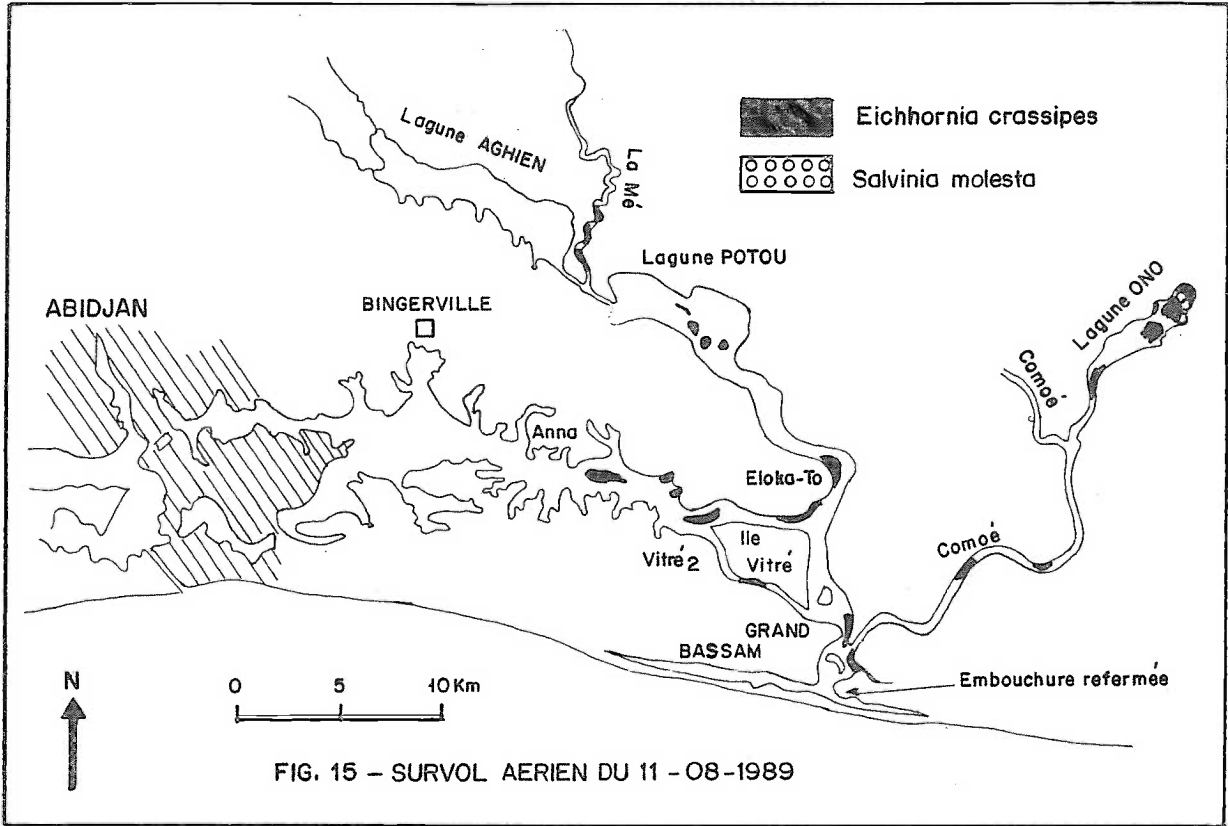 Lagune AGHIEN
La Mé
Eichhornia crassipes
Salvinia molesta
Lagune POTOU
Lagune ONO
ABIDJAN
BINGERVILLE
Comoé
Anna
Eloka-To
Ile
Vitré
Vitré 2
Comoé
GRAND
BASSAM
Embouchure refermée
N
0 5 10 Km
FIG. 15 - SURVOL AERIEN DU 11 - 08 - 1989